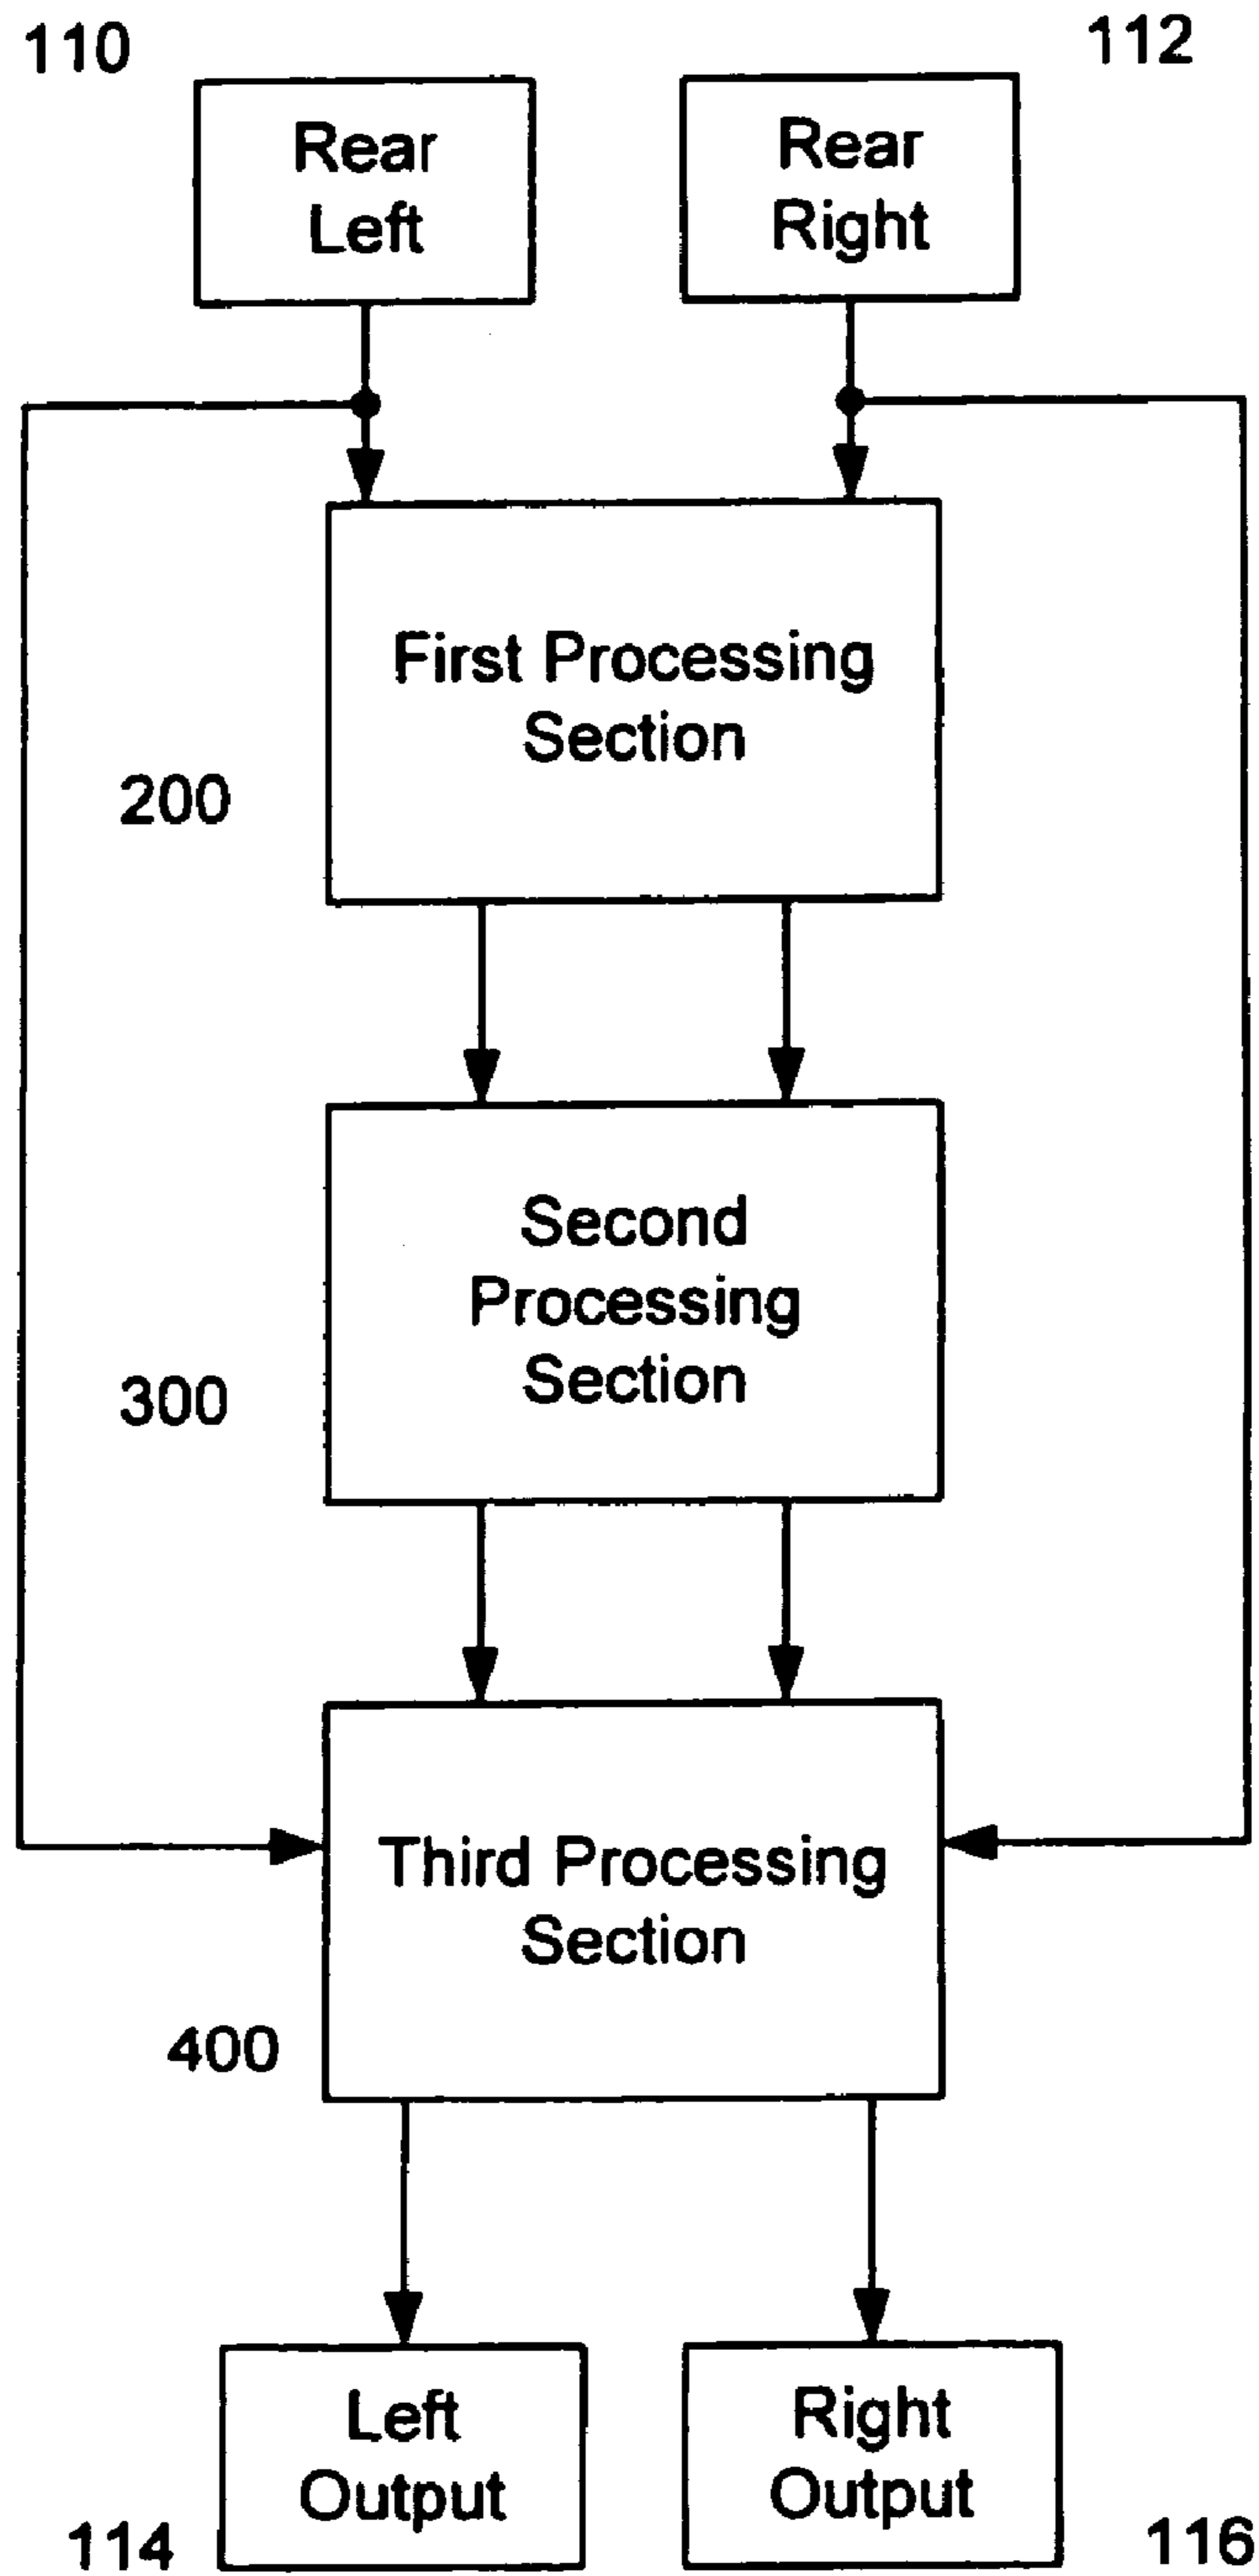 110
112
Rear
Left
Rear
Right
First Processing
Section
200
Second
Processing
Section
300
Third Processing
Section
400
Left
Output
Right
Output
114
116